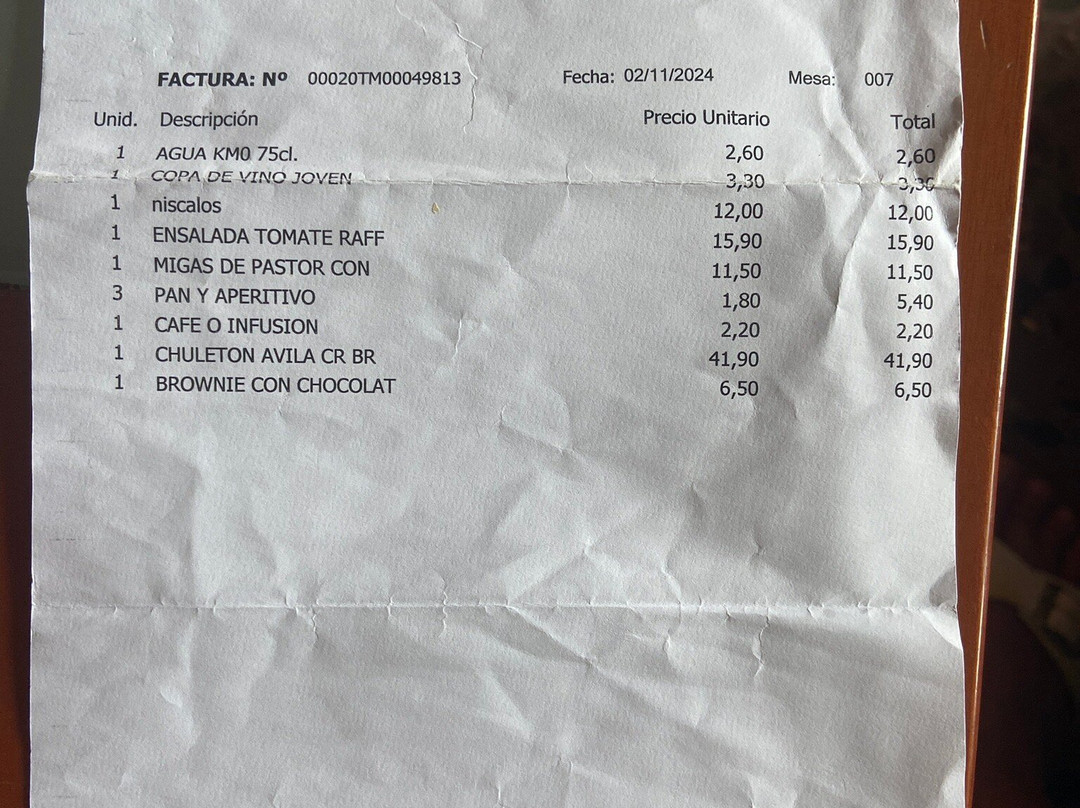 FACTURA: Nº 00020TM00049813 Fecha: 02/11/2024 Mesa: 007
Unid. Descripción Precio Unitario Total
1 AGUA KM0 75cl. 2,60 2,60
1 COPA DE VINO JOVEN 3,30 3,30
1 niscalos 12,00 12,00
1 ENSALADA TOMATE RAFF 15,90 15,90
1 MIGAS DE PASTOR CON 11,50 11,50
3 PAN Y APERITIVO 1,80 5,40
1 CAFE O INFUSION 2,20 2,20
1 CHULETON AVILA CR BR 41,90 41,90
1 BROWNIE CON CHOCOLAT 6,50 6,50